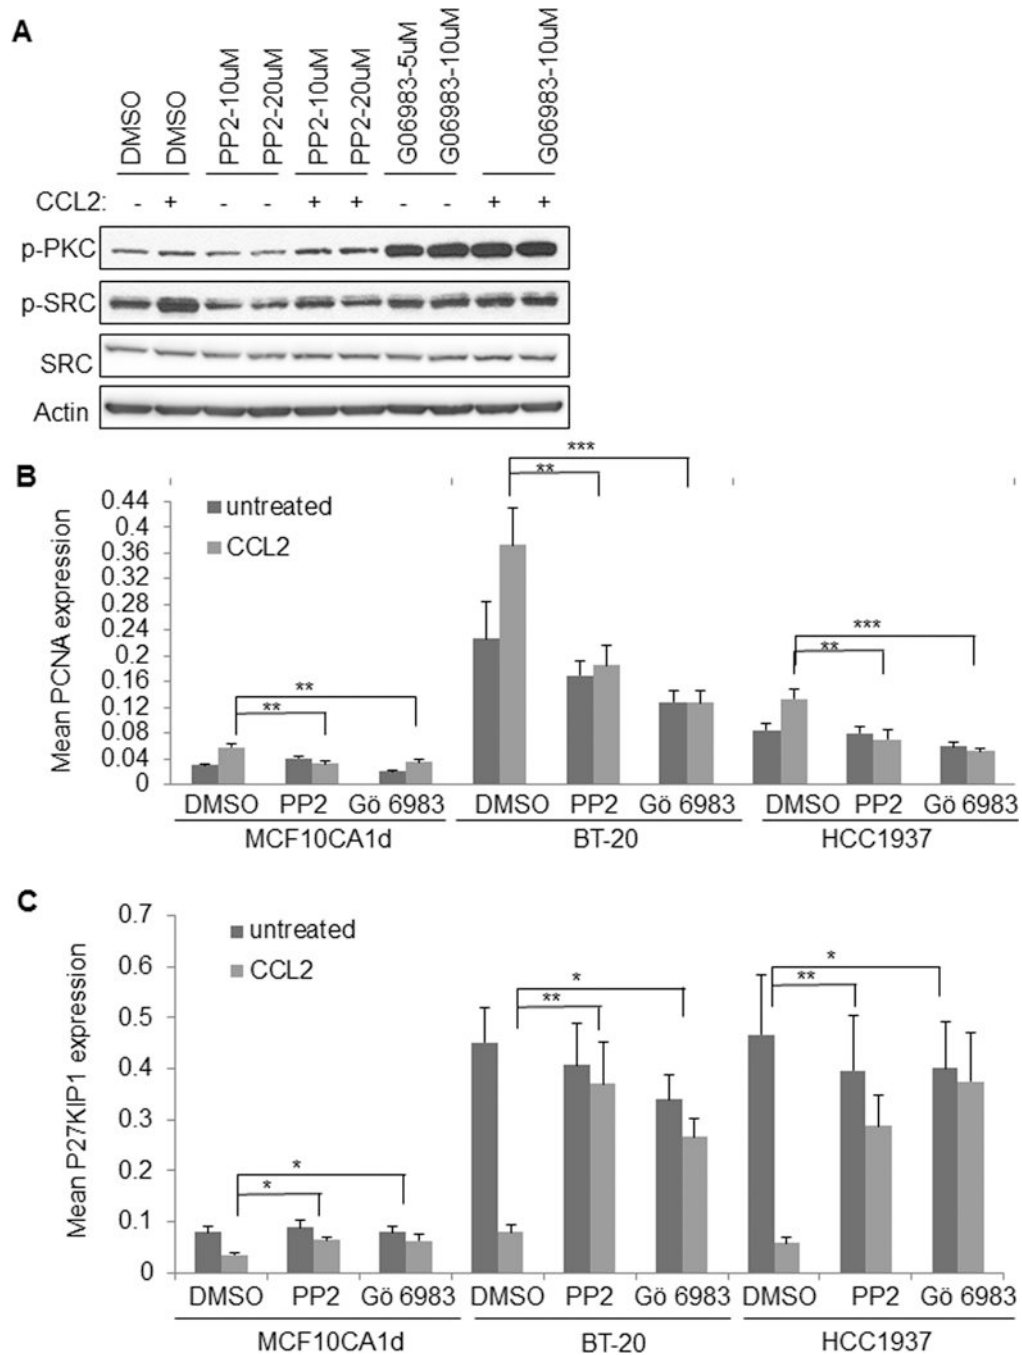 A
DMSO
DMSO
PP2-10uM
PP2-20uM
PP2-10uM
PP2-20uM
G06983-5uM
G06983-10uM
G06983-10uM
CCL2: - + - - + + - - + +
p-PKC
p-SRC
SRC
Actin
B
Mean PCNA expression
0.44
0.4
0.36
0.32
0.28
0.24
0.2
0.16
0.12
0.08
0.04
0
untreated
CCL2
** **
** ***
** ***
DMSO PP2 Gö 6983 DMSO PP2 Gö 6983 DMSO PP2 Gö 6983
MCF10CA1d BT-20 HCC1937
C
Mean P27KIP1 expression
0.7
0.6
0.5
0.4
0.3
0.2
0.1
0
untreated
CCL2
* *
** *
** *
DMSO PP2 Gö 6983 DMSO PP2 Gö 6983 DMSO PP2 Gö 6983
MCF10CA1d BT-20 HCC1937